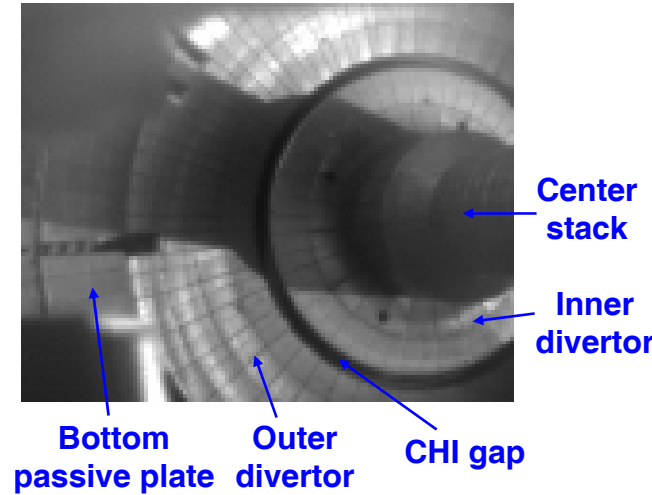 Center
stack
Inner
divertor
Bottom
passive plate
Outer
divertor
CHI gap